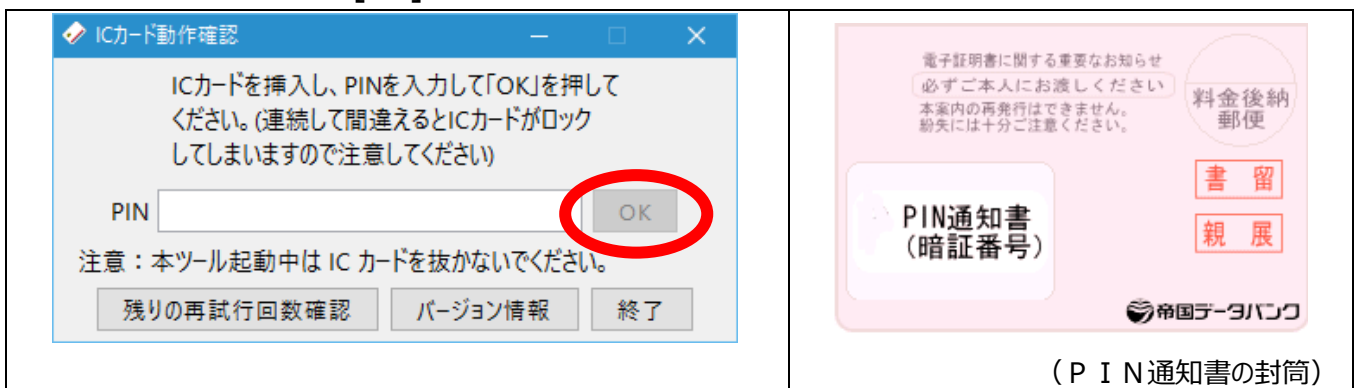 ICカード動作確認
ICカードを挿入し、PINを入力して「OK」を押して
ください。(連続して間違えるとICカードがロック
してしまいますので注意してください)
PIN
OK
注意：本ツール起動中は IC カードを抜かないでください。
残りの再試行回数確認
バージョン情報
終了
電子証明書に関する重要なお知らせ
必ずご本人にお渡しください
本案内の再発行はできません。
紛失には十分ご注意ください。
料金後納
郵便
書 留
親 展
PIN通知書
（暗証番号）
帝国データバンク
（ＰＩＮ通知書の封筒）